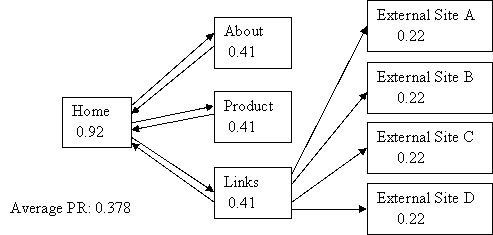 Home
0.92
About
0.41
Product
0.41
Links
0.41
External Site A
0.22
External Site B
0.22
External Site C
0.22
External Site D
0.22
Average PR: 0.378